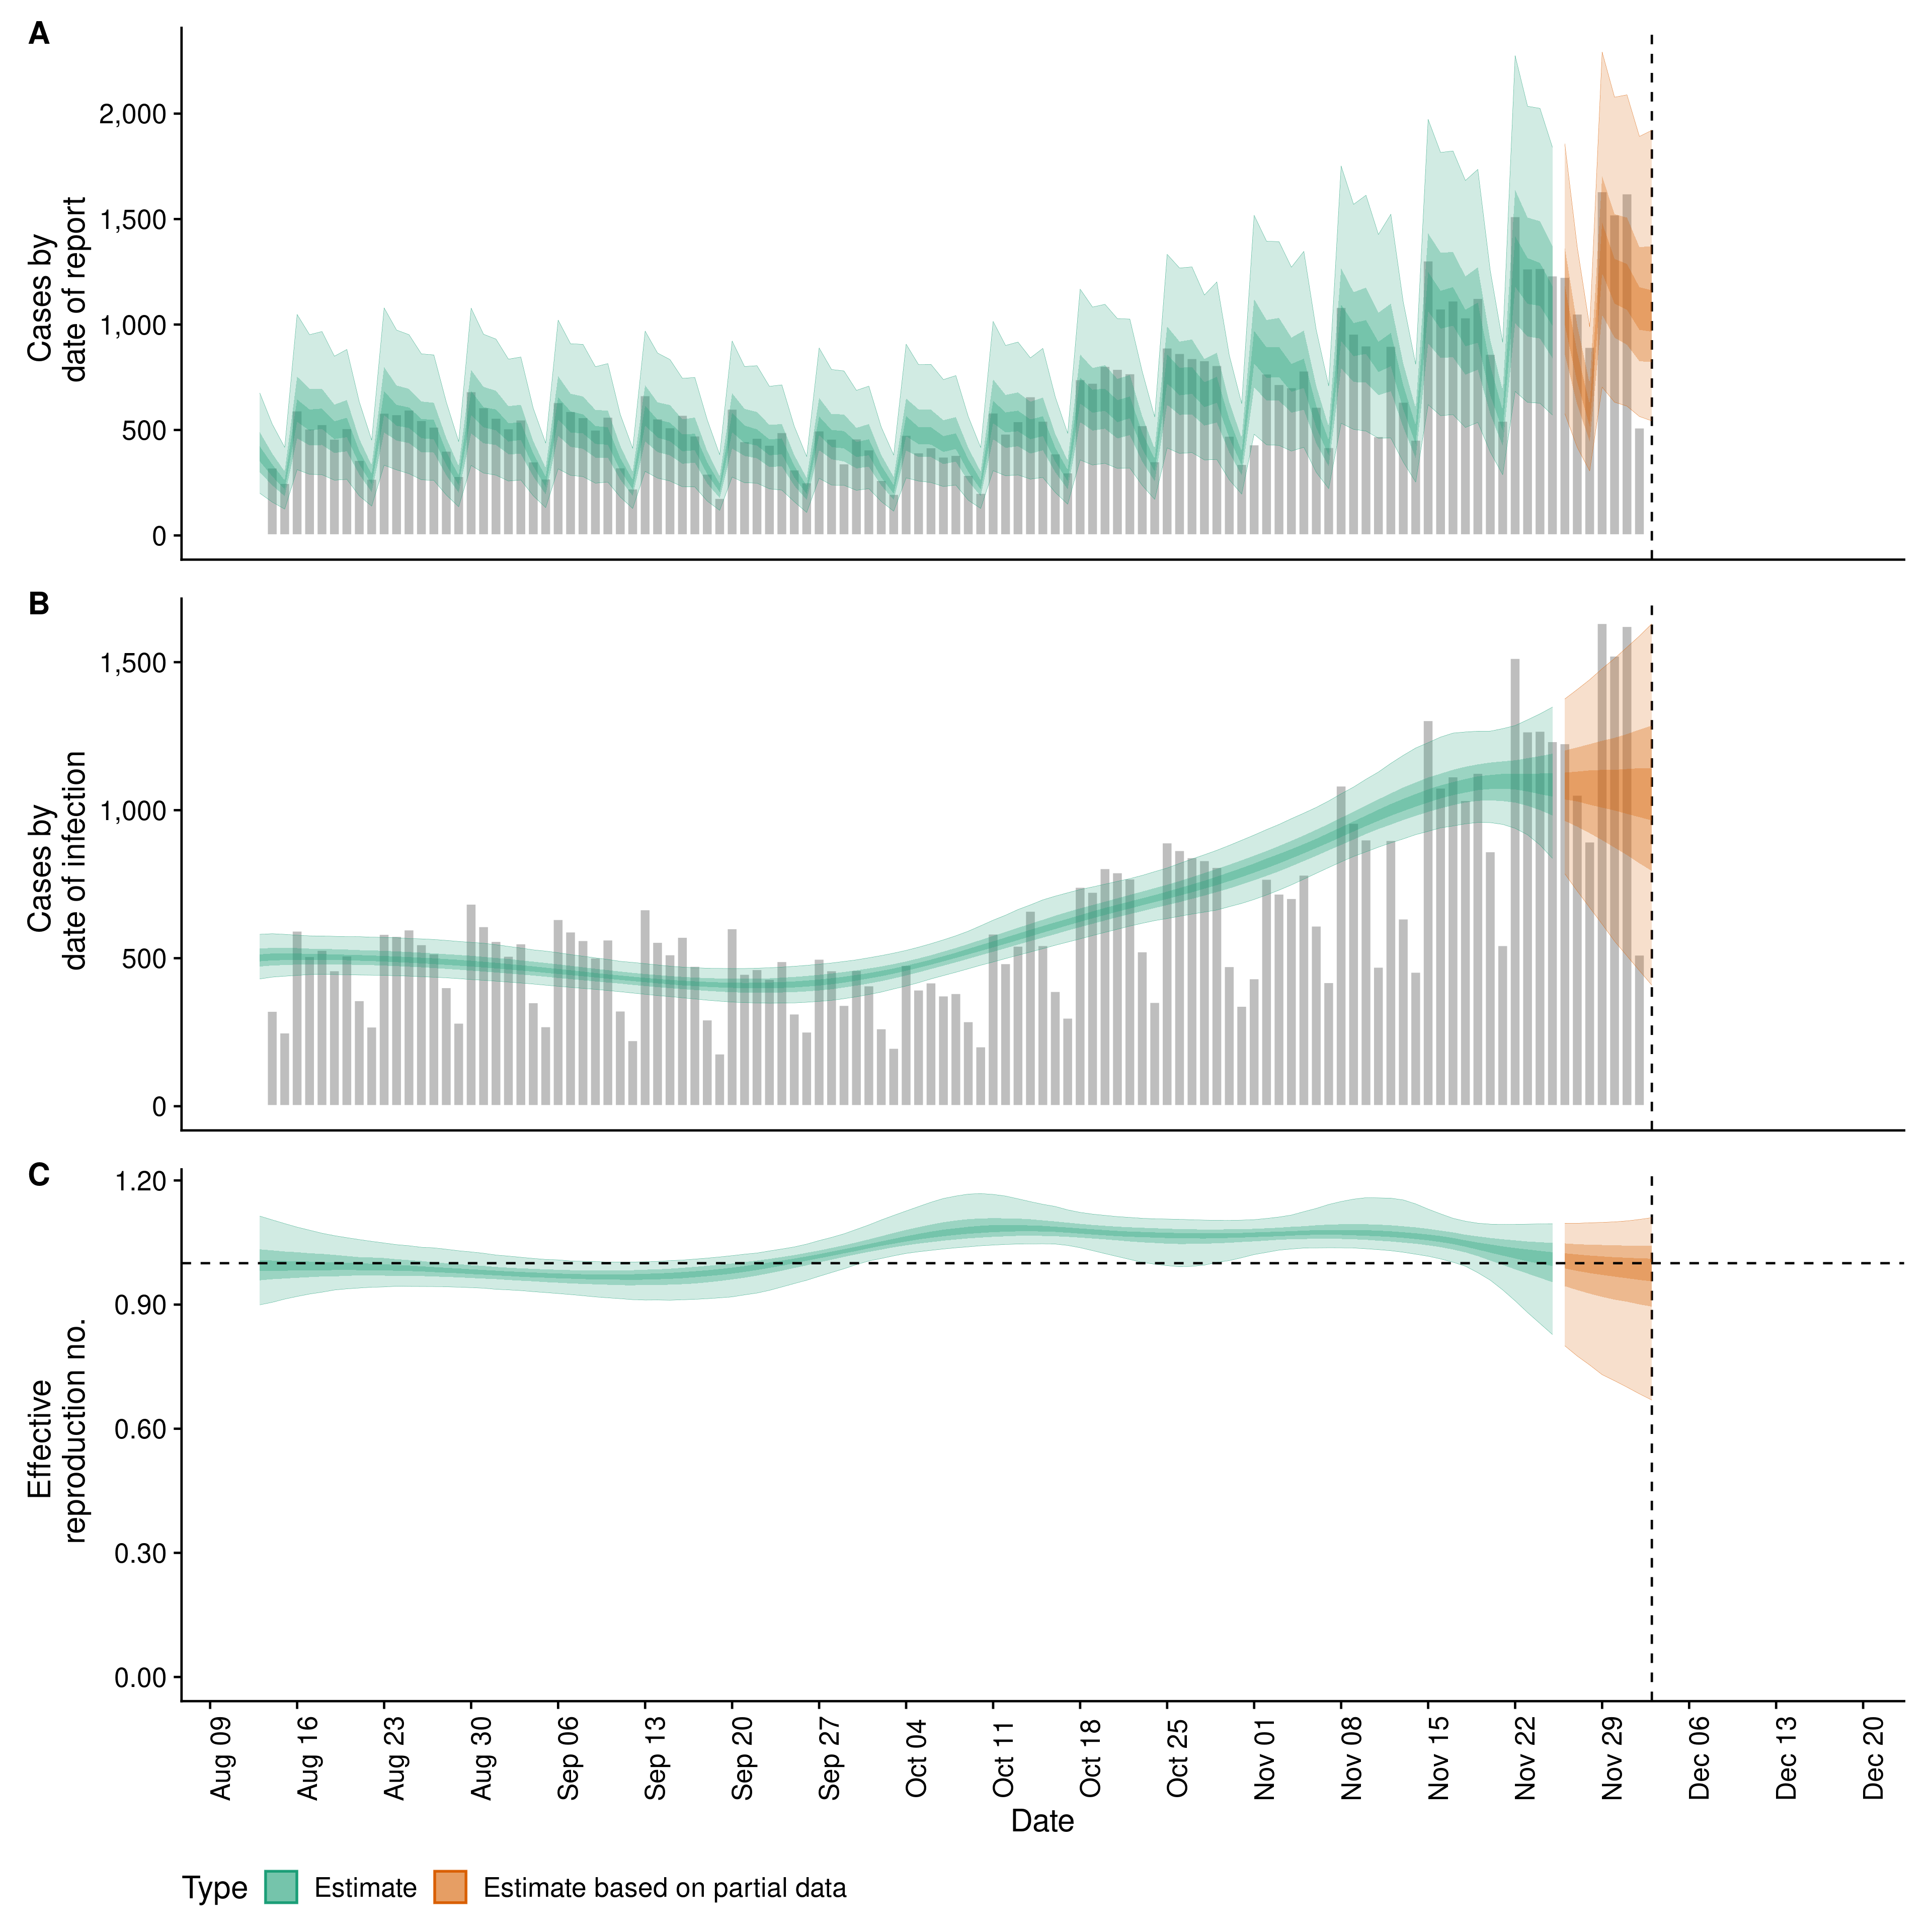 A
Cases by
date of report
2,000
1,500
1,000
500
0
B
Cases by
date of infection
1,500
1,000
500
0
C
Effective
reproduction no.
1.20
0.90
0.60
0.30
0.00
Aug 09
Aug 16
Aug 23
Aug 30
Sep 06
Sep 13
Sep 20
Sep 27
Oct 04
Oct 11
Oct 18
Oct 25
Nov 01
Nov 08
Nov 15
Nov 22
Nov 29
Dec 06
Dec 13
Dec 20
Date
Type Estimate Estimate based on partial data